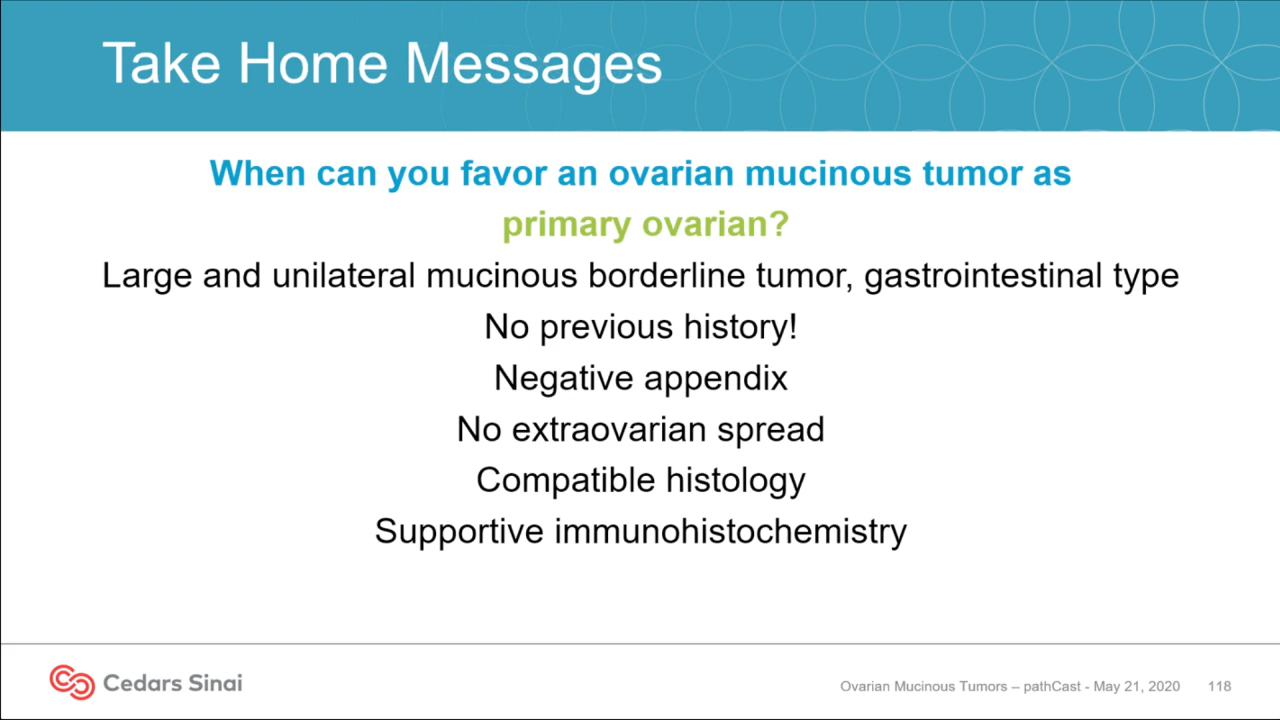 Take Home Messages
When can you favor an ovarian mucinous tumor as
primary ovarian?
Large and unilateral mucinous borderline tumor, gastrointestinal type
No previous history!
Negative appendix
No extraovarian spread
Compatible histology
Supportive immunohistochemistry
Cedars Sinai
Ovarian Mucinous Tumors – pathCast - May 21, 2020 118